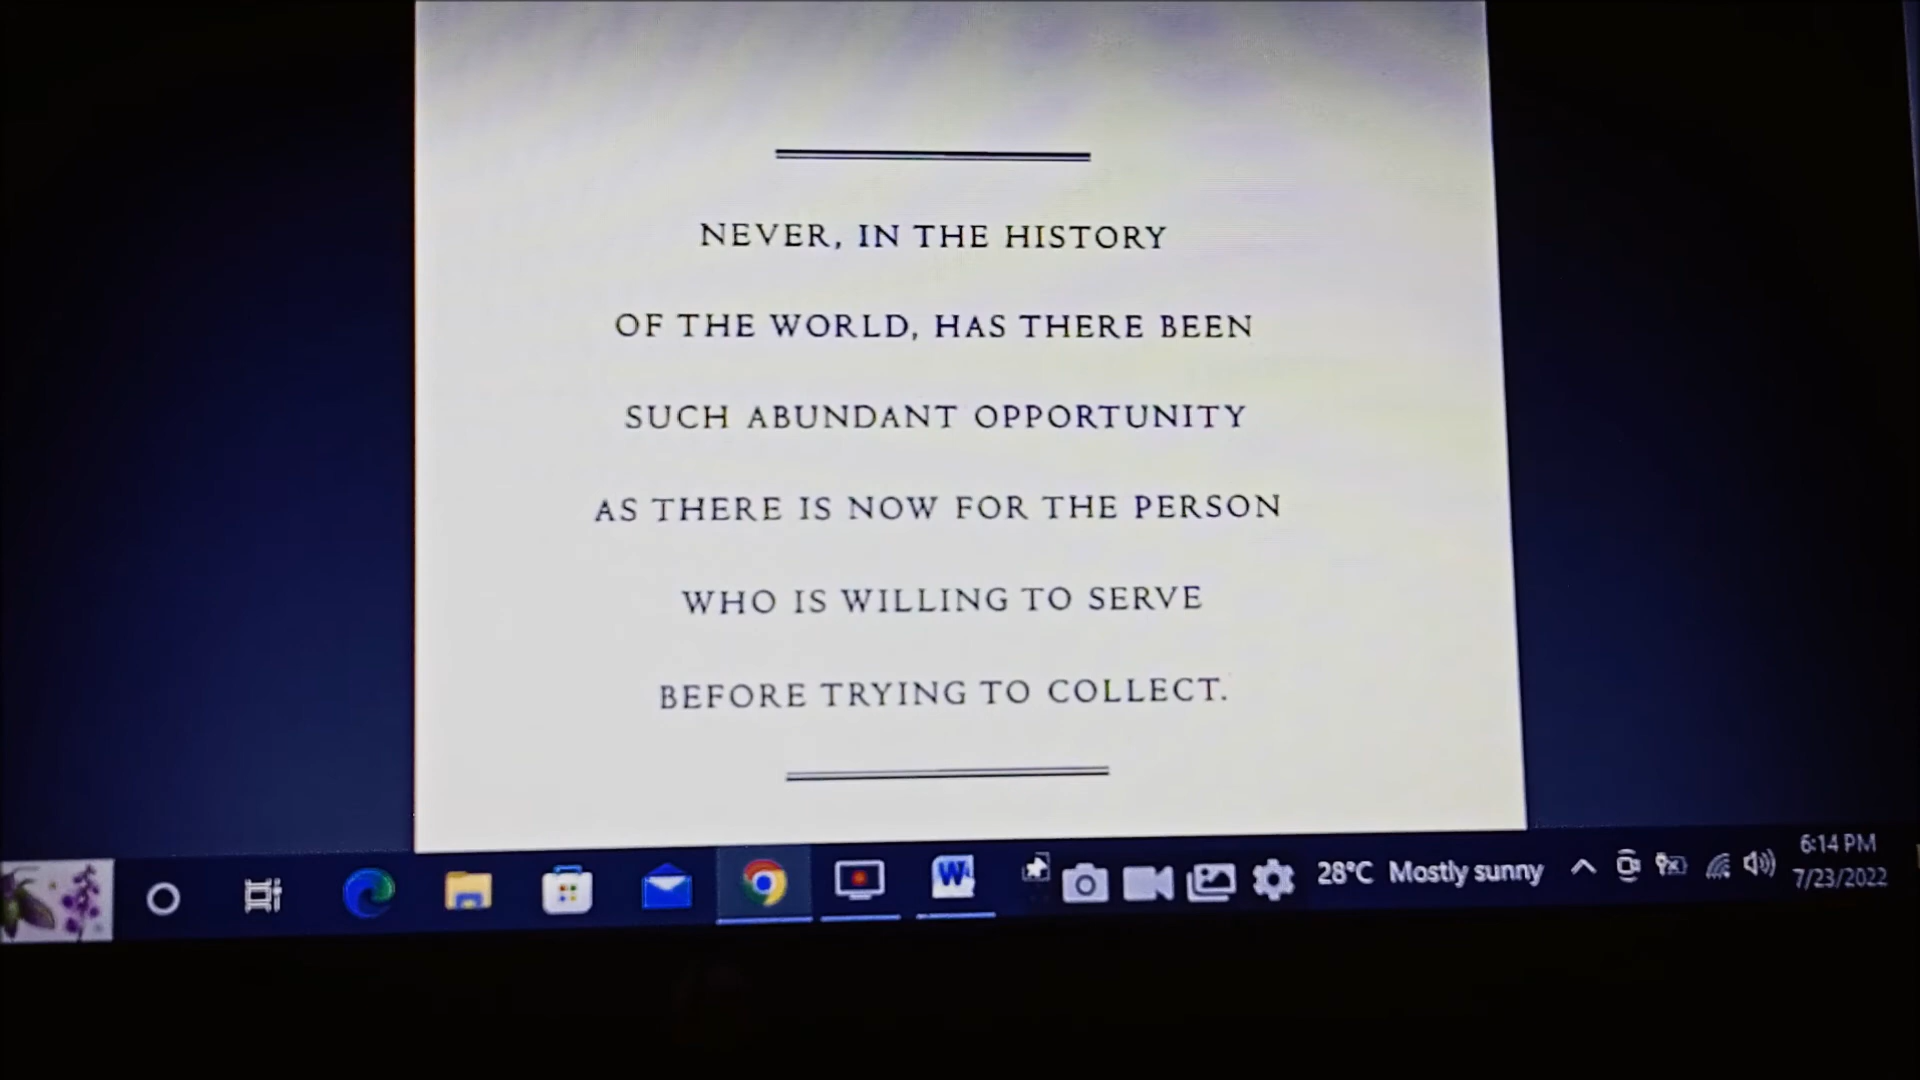 NEVER, IN THE HISTORY
OF THE WORLD, HAS THERE BEEN
SUCH ABUNDANT OPPORTUNITY
AS THERE IS NOW FOR THE PERSON
WHO IS WILLING TO SERVE
BEFORE TRYING TO COLLECT.
W
28°C Mostly sunny
6:14 PM
7/23/2022